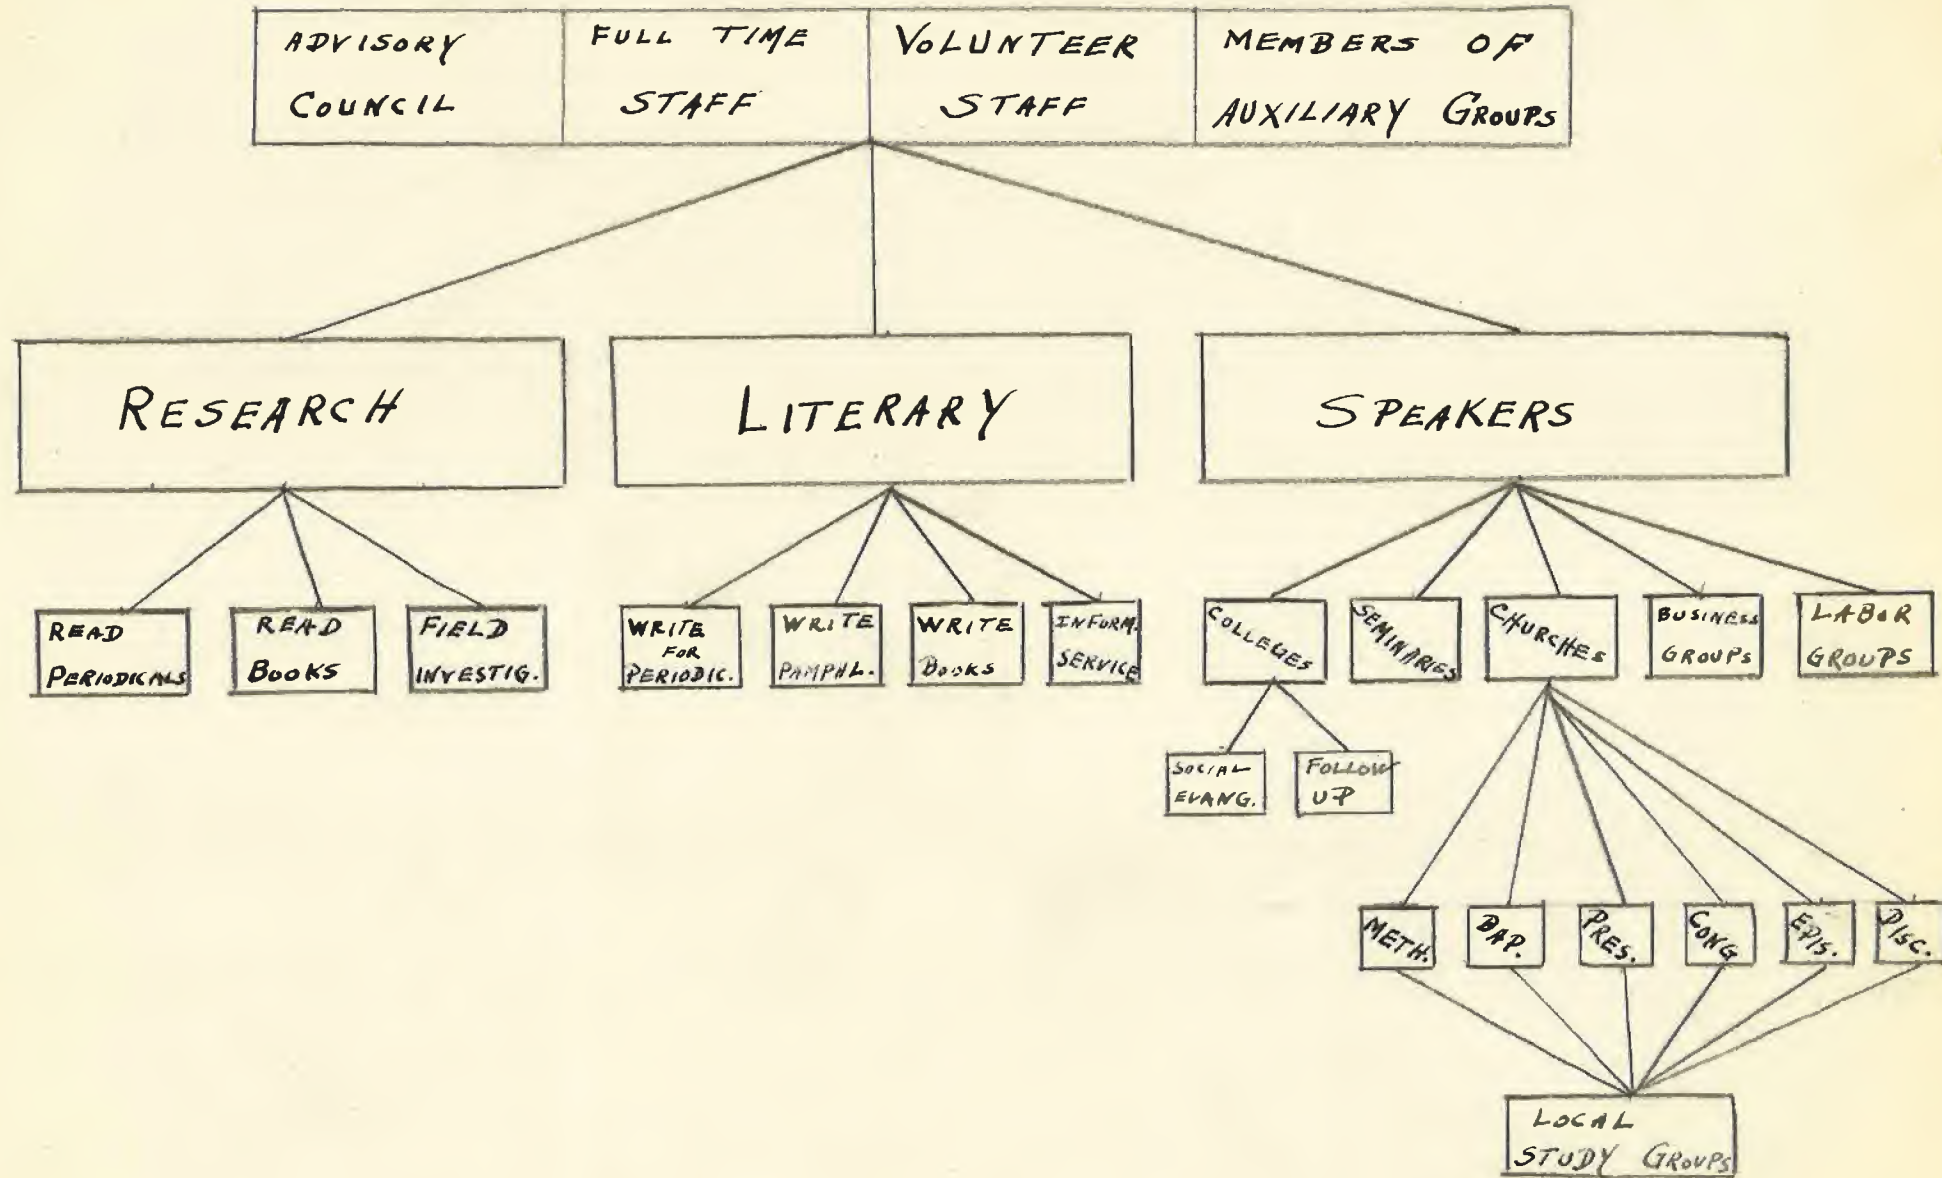 ADVISORY
COUNCIL
FULL TIME
STAFF
VOLUNTEER
STAFF
MEMBERS OF
AUXILIARY GROUPS
RESEARCH
LITERARY
SPEAKERS
READ
PERIODICALS
READ
BOOKS
FIELD
INVESTIG.
WRITE
FOR
PERIODIC.
WRITE
PAMPHL.
WRITE
BOOKS
INFORM.
SERVICE
COLLEGES
SEMINARIES
CHURCHES
BUSINESS
GROUPS
LABOR
GROUPS
SOCIAL
EVANG.
FOLLOW
UP
METH.
BAP.
PRES.
CONG
EPIS.
DISC.
LOCAL
STUDY GROUPS